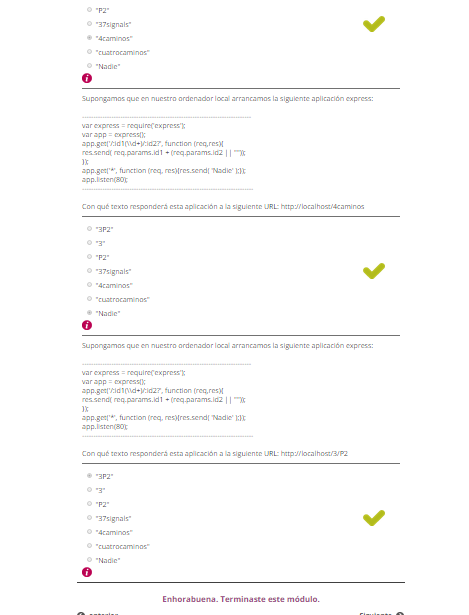 "P2"
"37signals"
"4caminos"
"cuatrocaminos"
"Nadie"
i
Supongamos que en nuestro ordenador local arrancamos la siguiente aplicación express:
var express = require('express');
var app = express();
app.get('/:id1(\\d+)/:id2?', function (req,res){
res.send( req.params.id1 + (req.params.id2 || ""));
});
app.get('*', function (req, res){res.send( 'Nadie' );});
app.listen(80);
Con qué texto responderá esta aplicación a la siguiente URL: http://localhost/4caminos
"3P2"
"3"
"P2"
"37signals"
"4caminos"
"cuatrocaminos"
"Nadie"
i
Supongamos que en nuestro ordenador local arrancamos la siguiente aplicación express:
var express = require('express');
var app = express();
app.get('/:id1(\\d+)/:id2?', function (req,res){
res.send( req.params.id1 + (req.params.id2 || ""));
});
app.get('*', function (req, res){res.send( 'Nadie' );});
app.listen(80);
Con qué texto responderá esta aplicación a la siguiente URL: http://localhost/3/P2
"3P2"
"3"
"P2"
"37signals"
"4caminos"
"cuatrocaminos"
"Nadie"
i
Enhorabuena. Terminaste este módulo.
anterior
Siguiente